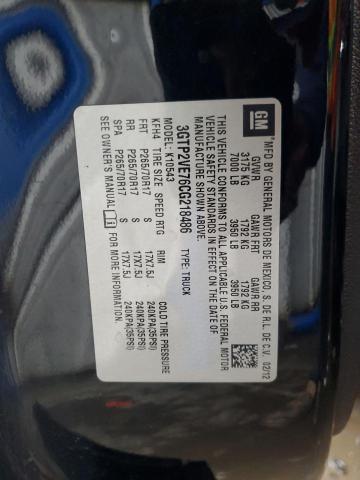 GM
MFD BY GENERAL MOTORS DE MEXICO S. DE R.L. DE C.V. 02/12
GVWR GAWR FRT GAWR RR
3175 KG 1792 KG 1792 KG
7000 LB 3950 LB 3950 LB
THIS VEHICLE CONFORMS TO ALL APPLICABLE U.S. FEDERAL MOTOR
VEHICLE SAFETY STANDARDS IN EFFECT ON THE DATE OF
MANUFACTURE SHOWN ABOVE.
3GTP2VE76CG218486 TYPE: TRUCK
MODEL: K10543
KFH4 TIRE SIZE SPEED RTG RIM COLD TIRE PRESSURE
FRT P265/70R17 S 17X7.5J 240KPA(35PSI)
RR P265/70R17 S 17X7.5J 240KPA(35PSI)
SPA P265/70R17 S 17X7.5J 240KPA(35PSI)
SEE OWNER'S MANUAL FOR MORE INFORMATION.